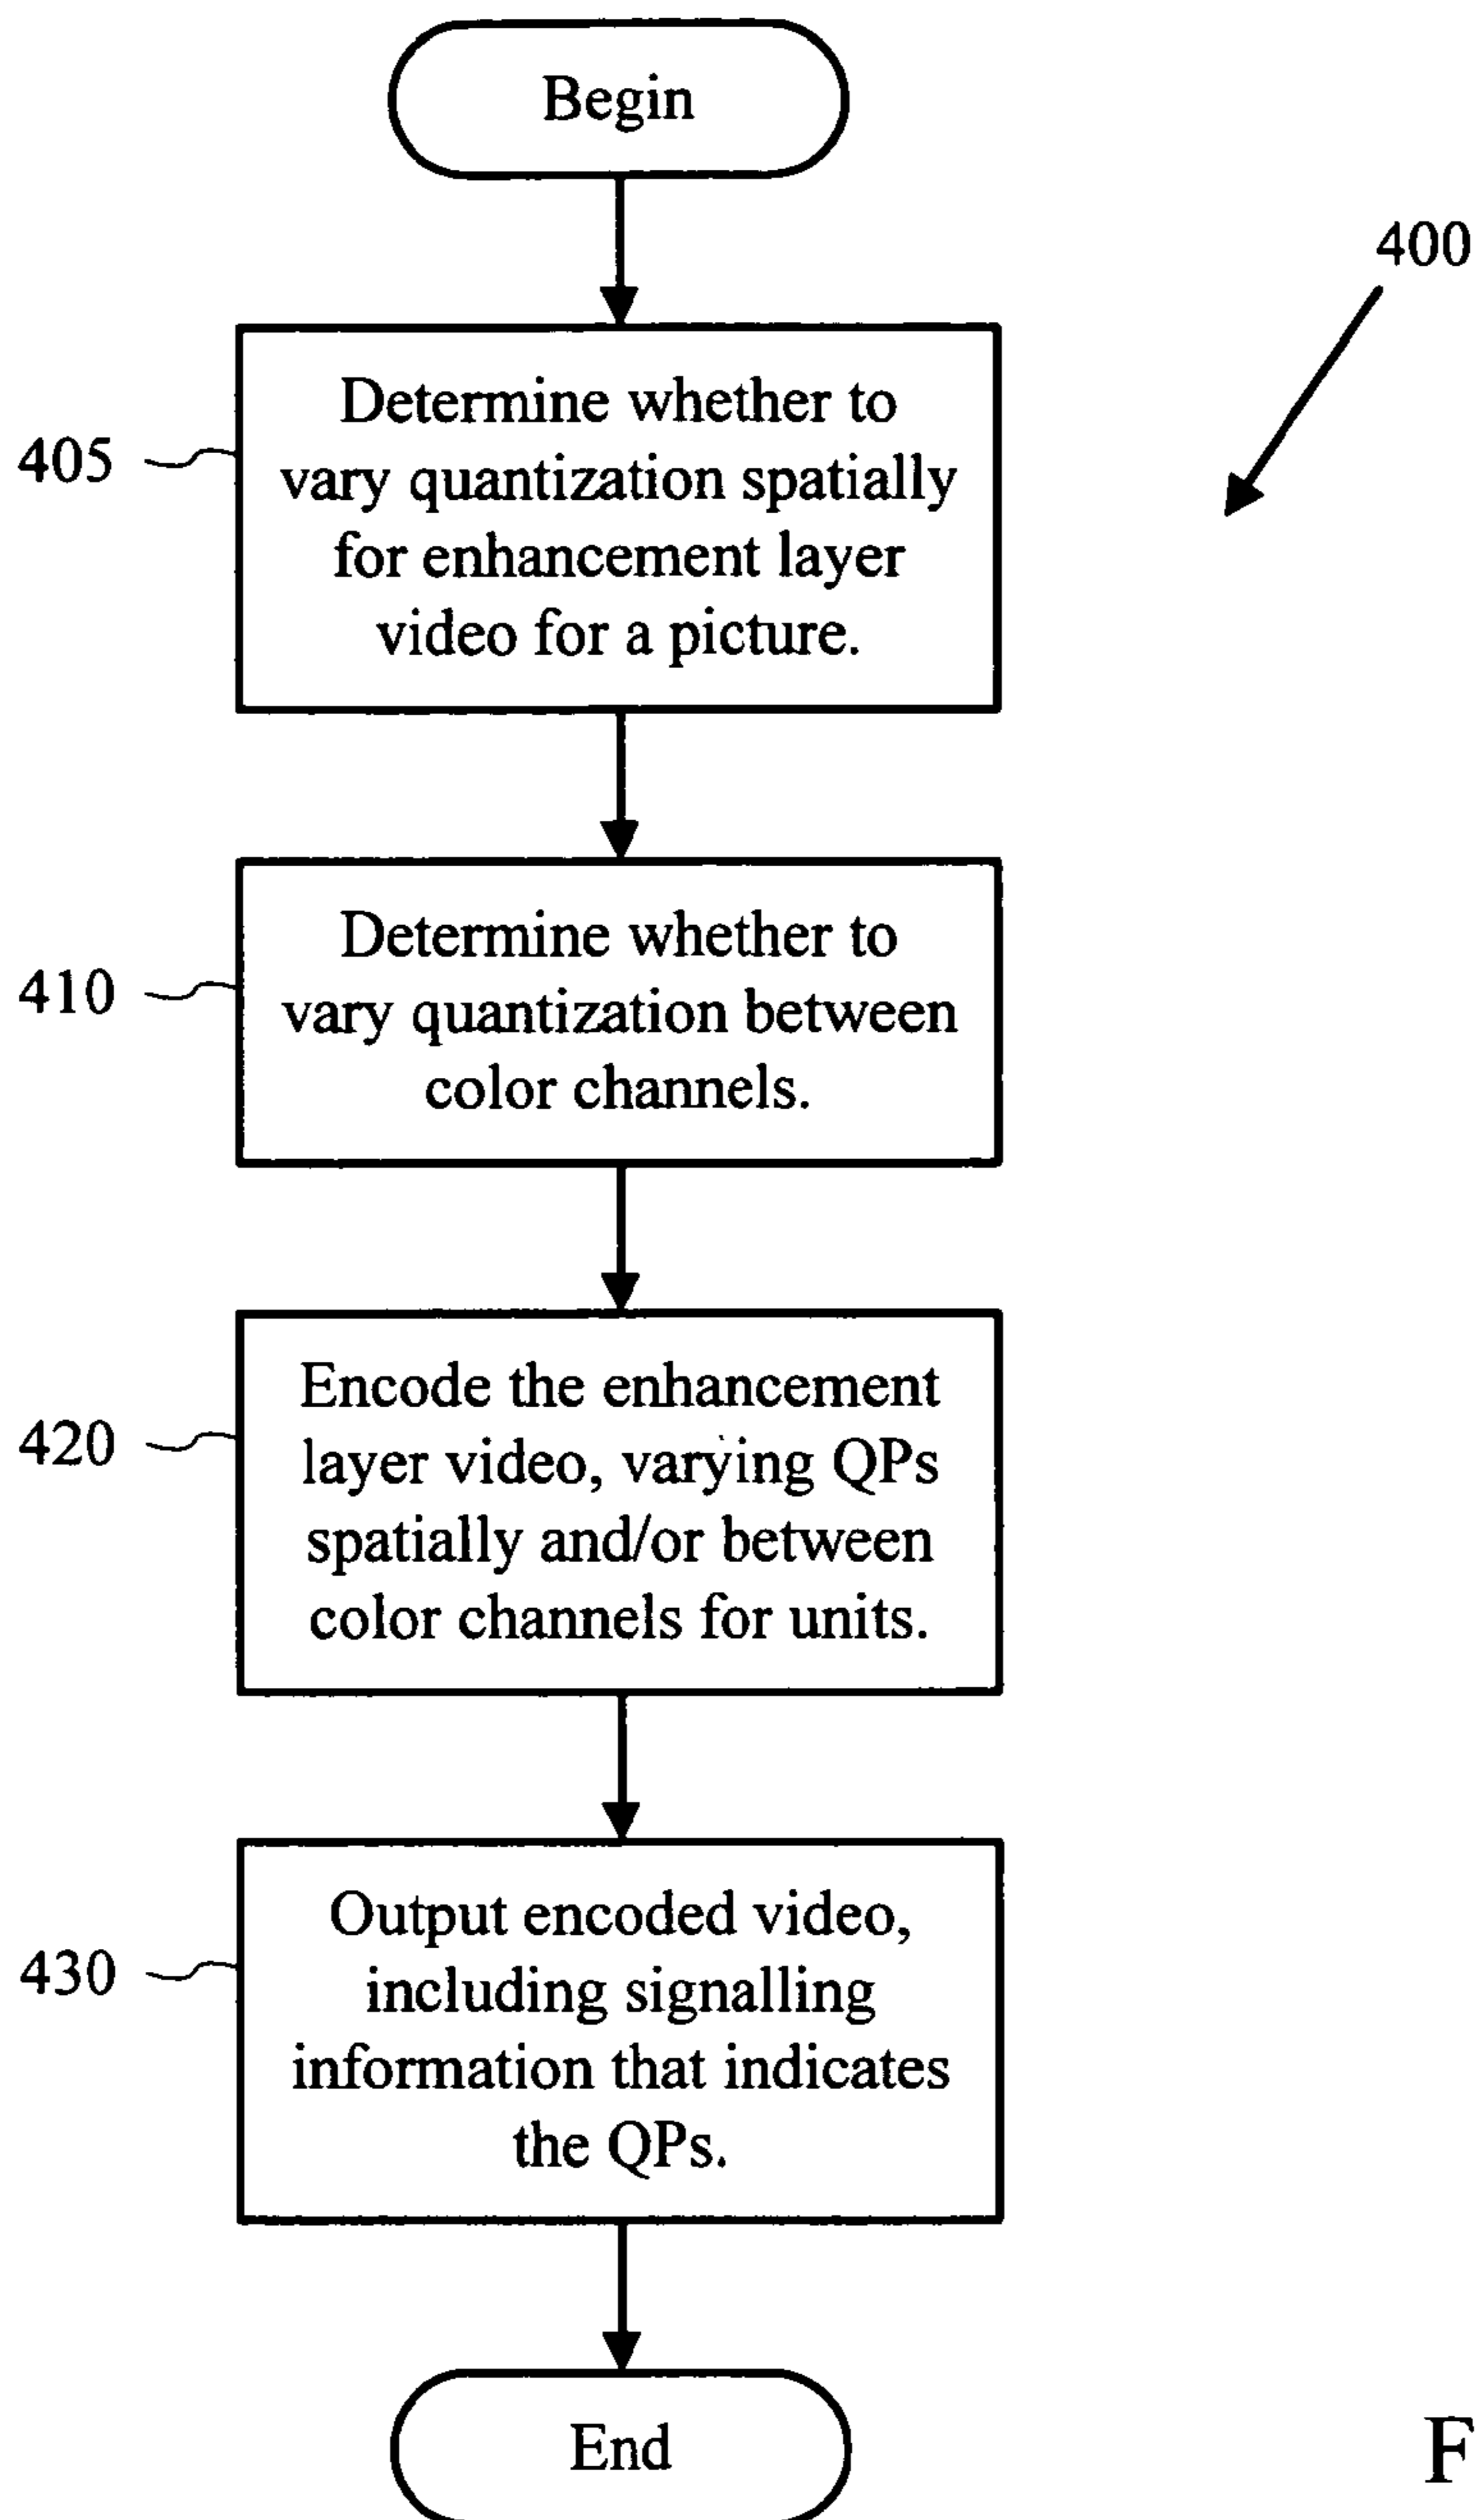 Begin
400
405
Determine whether to
vary quantization spatially
for enhancement layer
video for a picture.
410
Determine whether to
vary quantization between
color channels.
420
Encode the enhancement
layer video, varying QPs
spatially and/or between
color channels for units.
430
Output encoded video,
including signalling
information that indicates
the QPs.
End
F